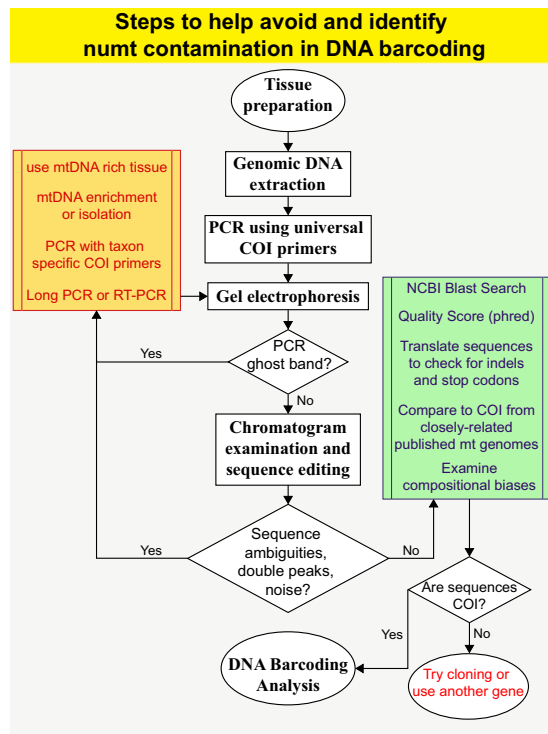 Steps to help avoid and identify
numt contamination in DNA barcoding
Tissue
preparation
Genomic DNA
extraction
PCR using universal
COI primers
Gel electrophoresis
use mtDNA rich tissue
mtDNA enrichment
or isolation
PCR with taxon
specific COI primers
Long PCR or RT-PCR
PCR
ghost band?
Yes
No
Chromatogram
examination and
sequence editing
Sequence
ambiguities,
double peaks,
noise?
Yes
No
NCBI Blast Search
Quality Score (phred)
Translate sequences
to check for indels
and stop codons
Compare to COI from
closely-related
published mt genomes
Examine
compositional biases
Are sequences
COI?
Yes
No
DNA Barcoding
Analysis
Try cloning or
use another gene